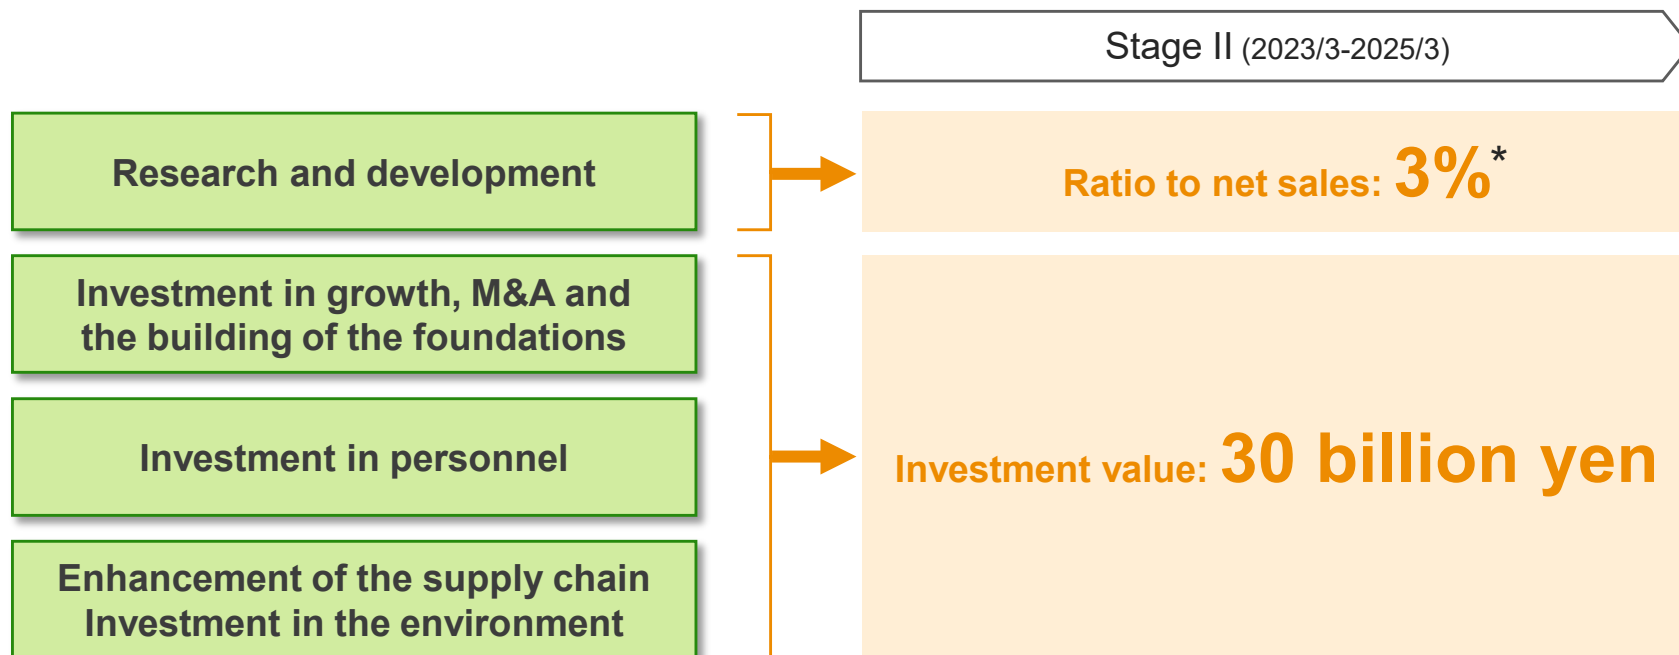 Stage II (2023/3-2025/3)
Research and development
Ratio to net sales: 3%*
Investment in growth, M&A and
the building of the foundations
Investment in personnel
Investment value: 30 billion yen
Enhancement of the supply chain
Investment in the environment